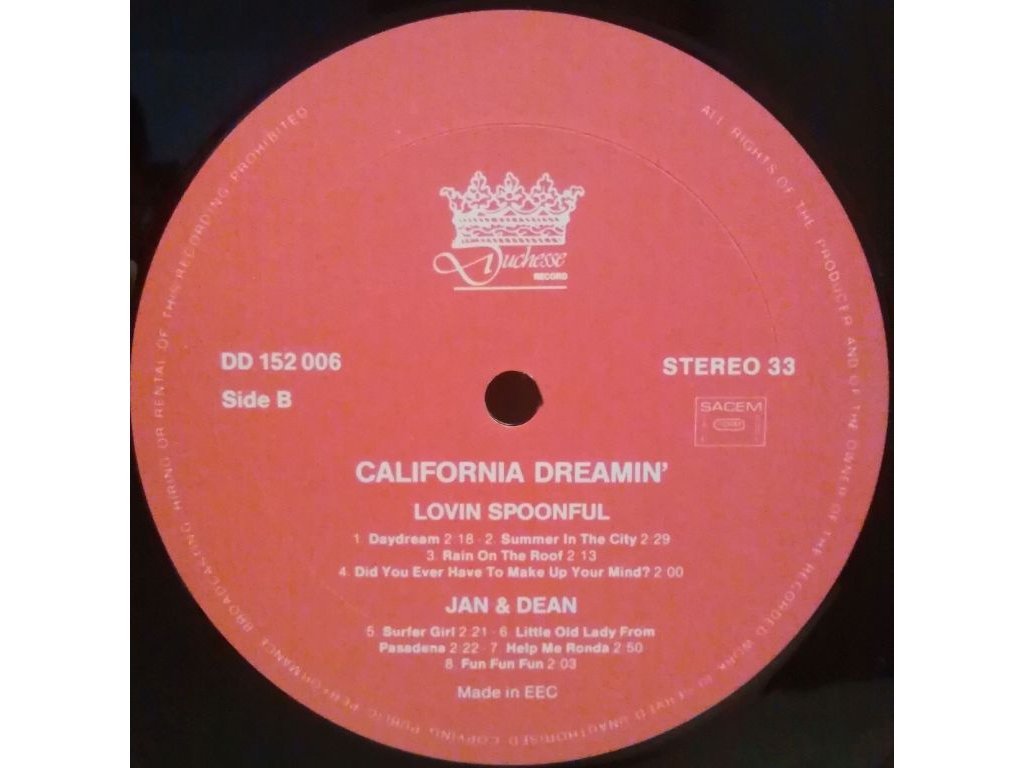 Duchesse
RECORD
DD 152 006
STEREO 33
Side B
SACEM
CALIFORNIA DREAMIN'
LOVIN SPOONFUL
1. Daydream 2 18 - 2. Summer In The City 2 29
3. Rain On The Roof 2 13
4. Did You Ever Have To Make Up Your Mind? 2 00
JAN & DEAN
5. Surfer Girl 2 21 - 6. Little Old Lady From
Pasadena 2 22 - 7. Help Me Ronda 2 50
8. Fun Fun Fun 2 03
Made in EEC
ALL RIGHTS OF THE PRODUCER AND OF THE OWNER OF THE RECORDED WORK RESERVED UNAUTHORISED COPYING PUBLIC PERFORMANCE BROADCASTING HIRING OR RENTAL OF THIS RECORDING PROHIBITED